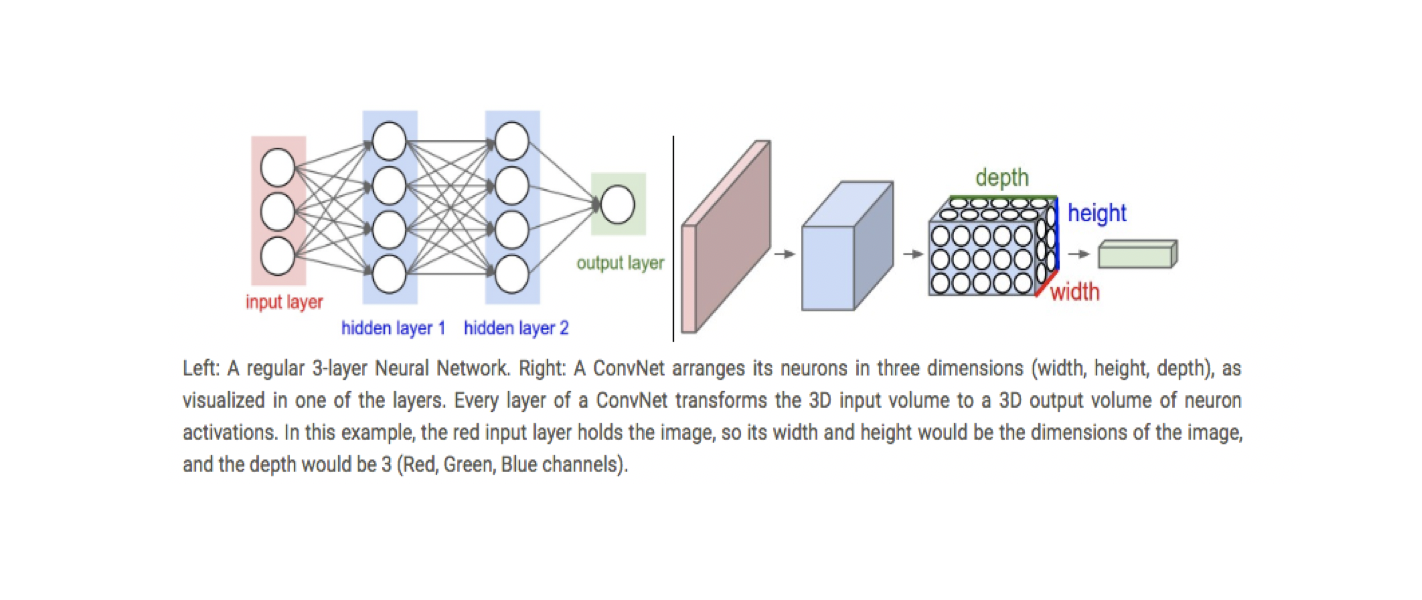 depth
height
width
output layer
input layer
hidden layer 1
hidden layer 2
Left: A regular 3-layer Neural Network. Right: A ConvNet arranges its neurons in three dimensions (width, height, depth), as
visualized in one of the layers. Every layer of a ConvNet transforms the 3D input volume to a 3D output volume of neuron
activations. In this example, the red input layer holds the image, so its width and height would be the dimensions of the image,
and the depth would be 3 (Red, Green, Blue channels).